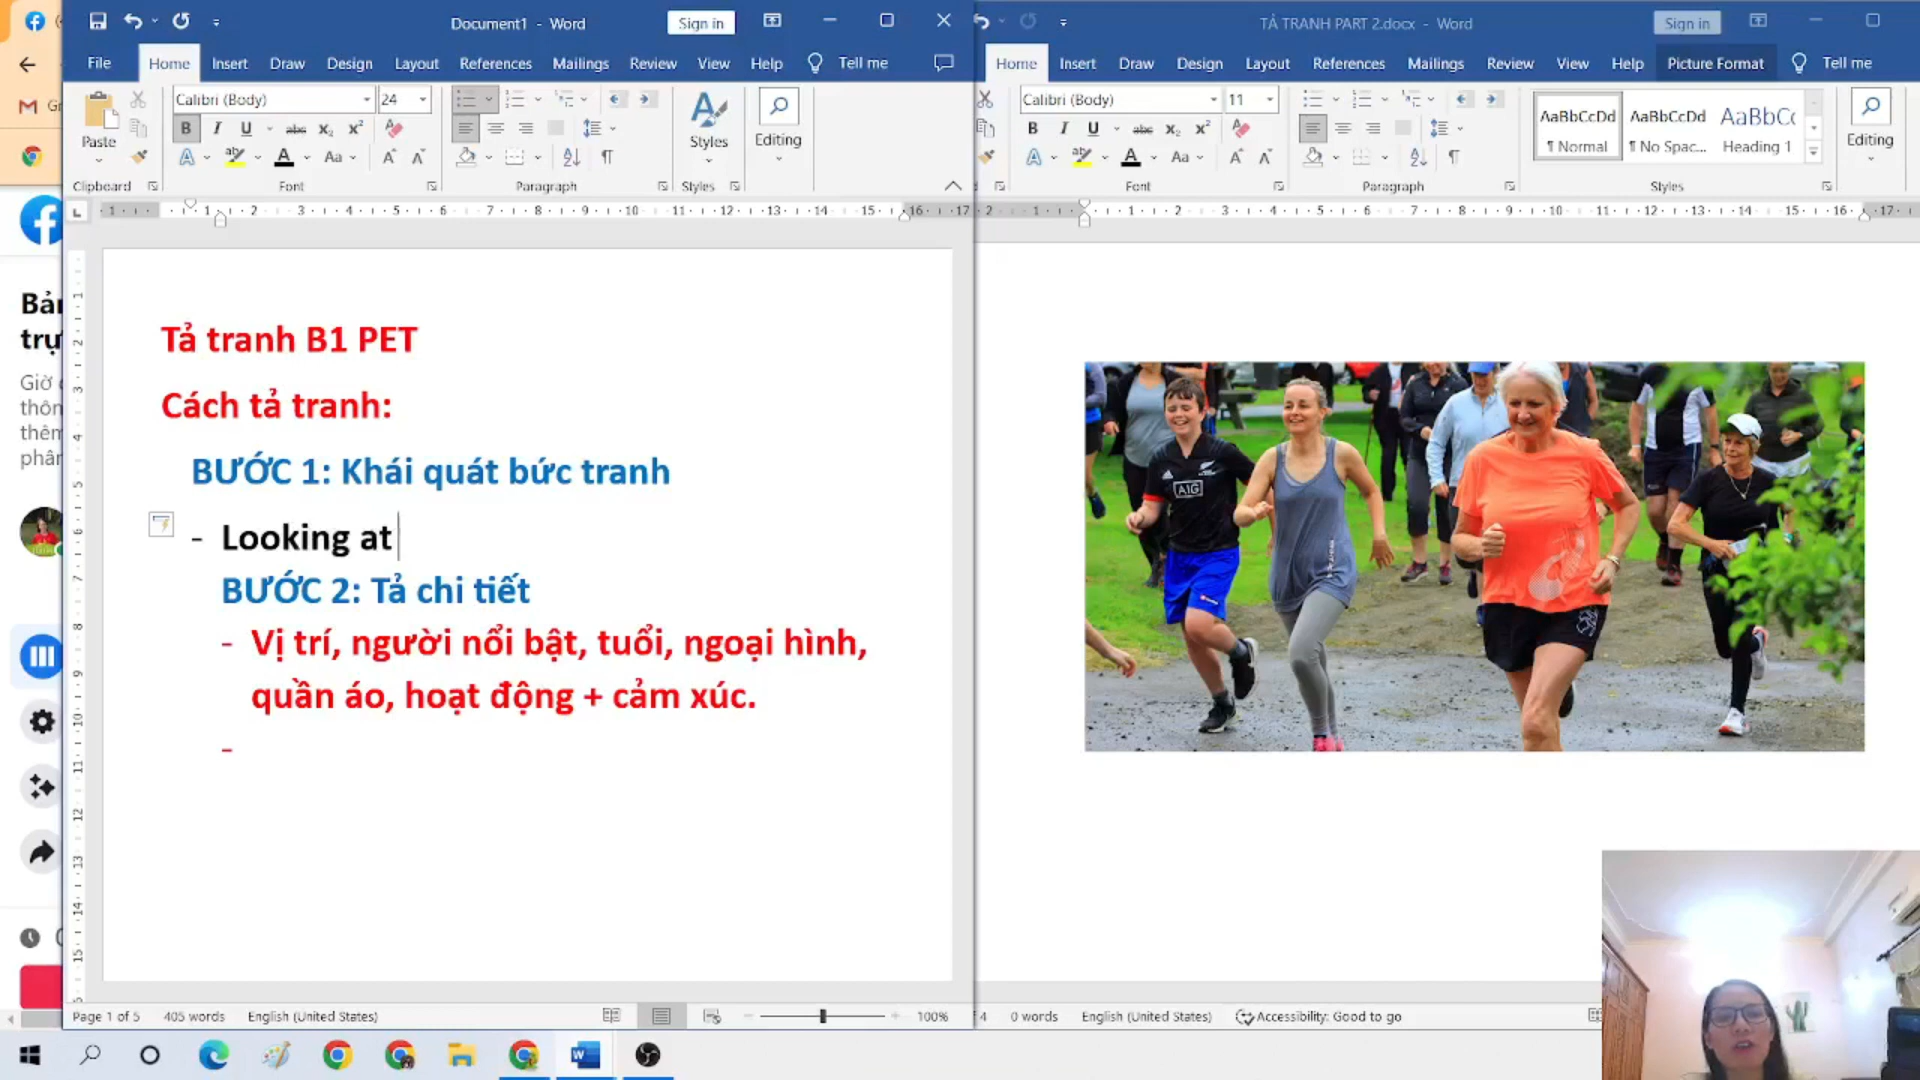 Document1 - Word
Sign in
File Home Insert Draw Design Layout References Mailings Review View Help Tell me
Calibri (Body) 24
Paste
Styles
Editing
Clipboard Font Paragraph Styles
TẢ TRANH PART 2.docx - Word
Sign in
Home Insert Draw Design Layout References Mailings Review View Help Picture Format Tell me
Calibri (Body) 11
AaBbCcDd AaBbCcDd AaBbCc
¶ Normal ¶ No Spac... Heading 1
Editing
Font Paragraph Styles
Tả tranh B1 PET
Cách tả tranh:
BƯỚC 1: Khái quát bức tranh
- Looking at
BƯỚC 2: Tả chi tiết
- Vị trí, người nổi bật, tuổi, ngoại hình,
quần áo, hoạt động + cảm xúc.
-
AIG
Page 1 of 5 405 words English (United States) 100%
0 words English (United States) Accessibility: Good to go